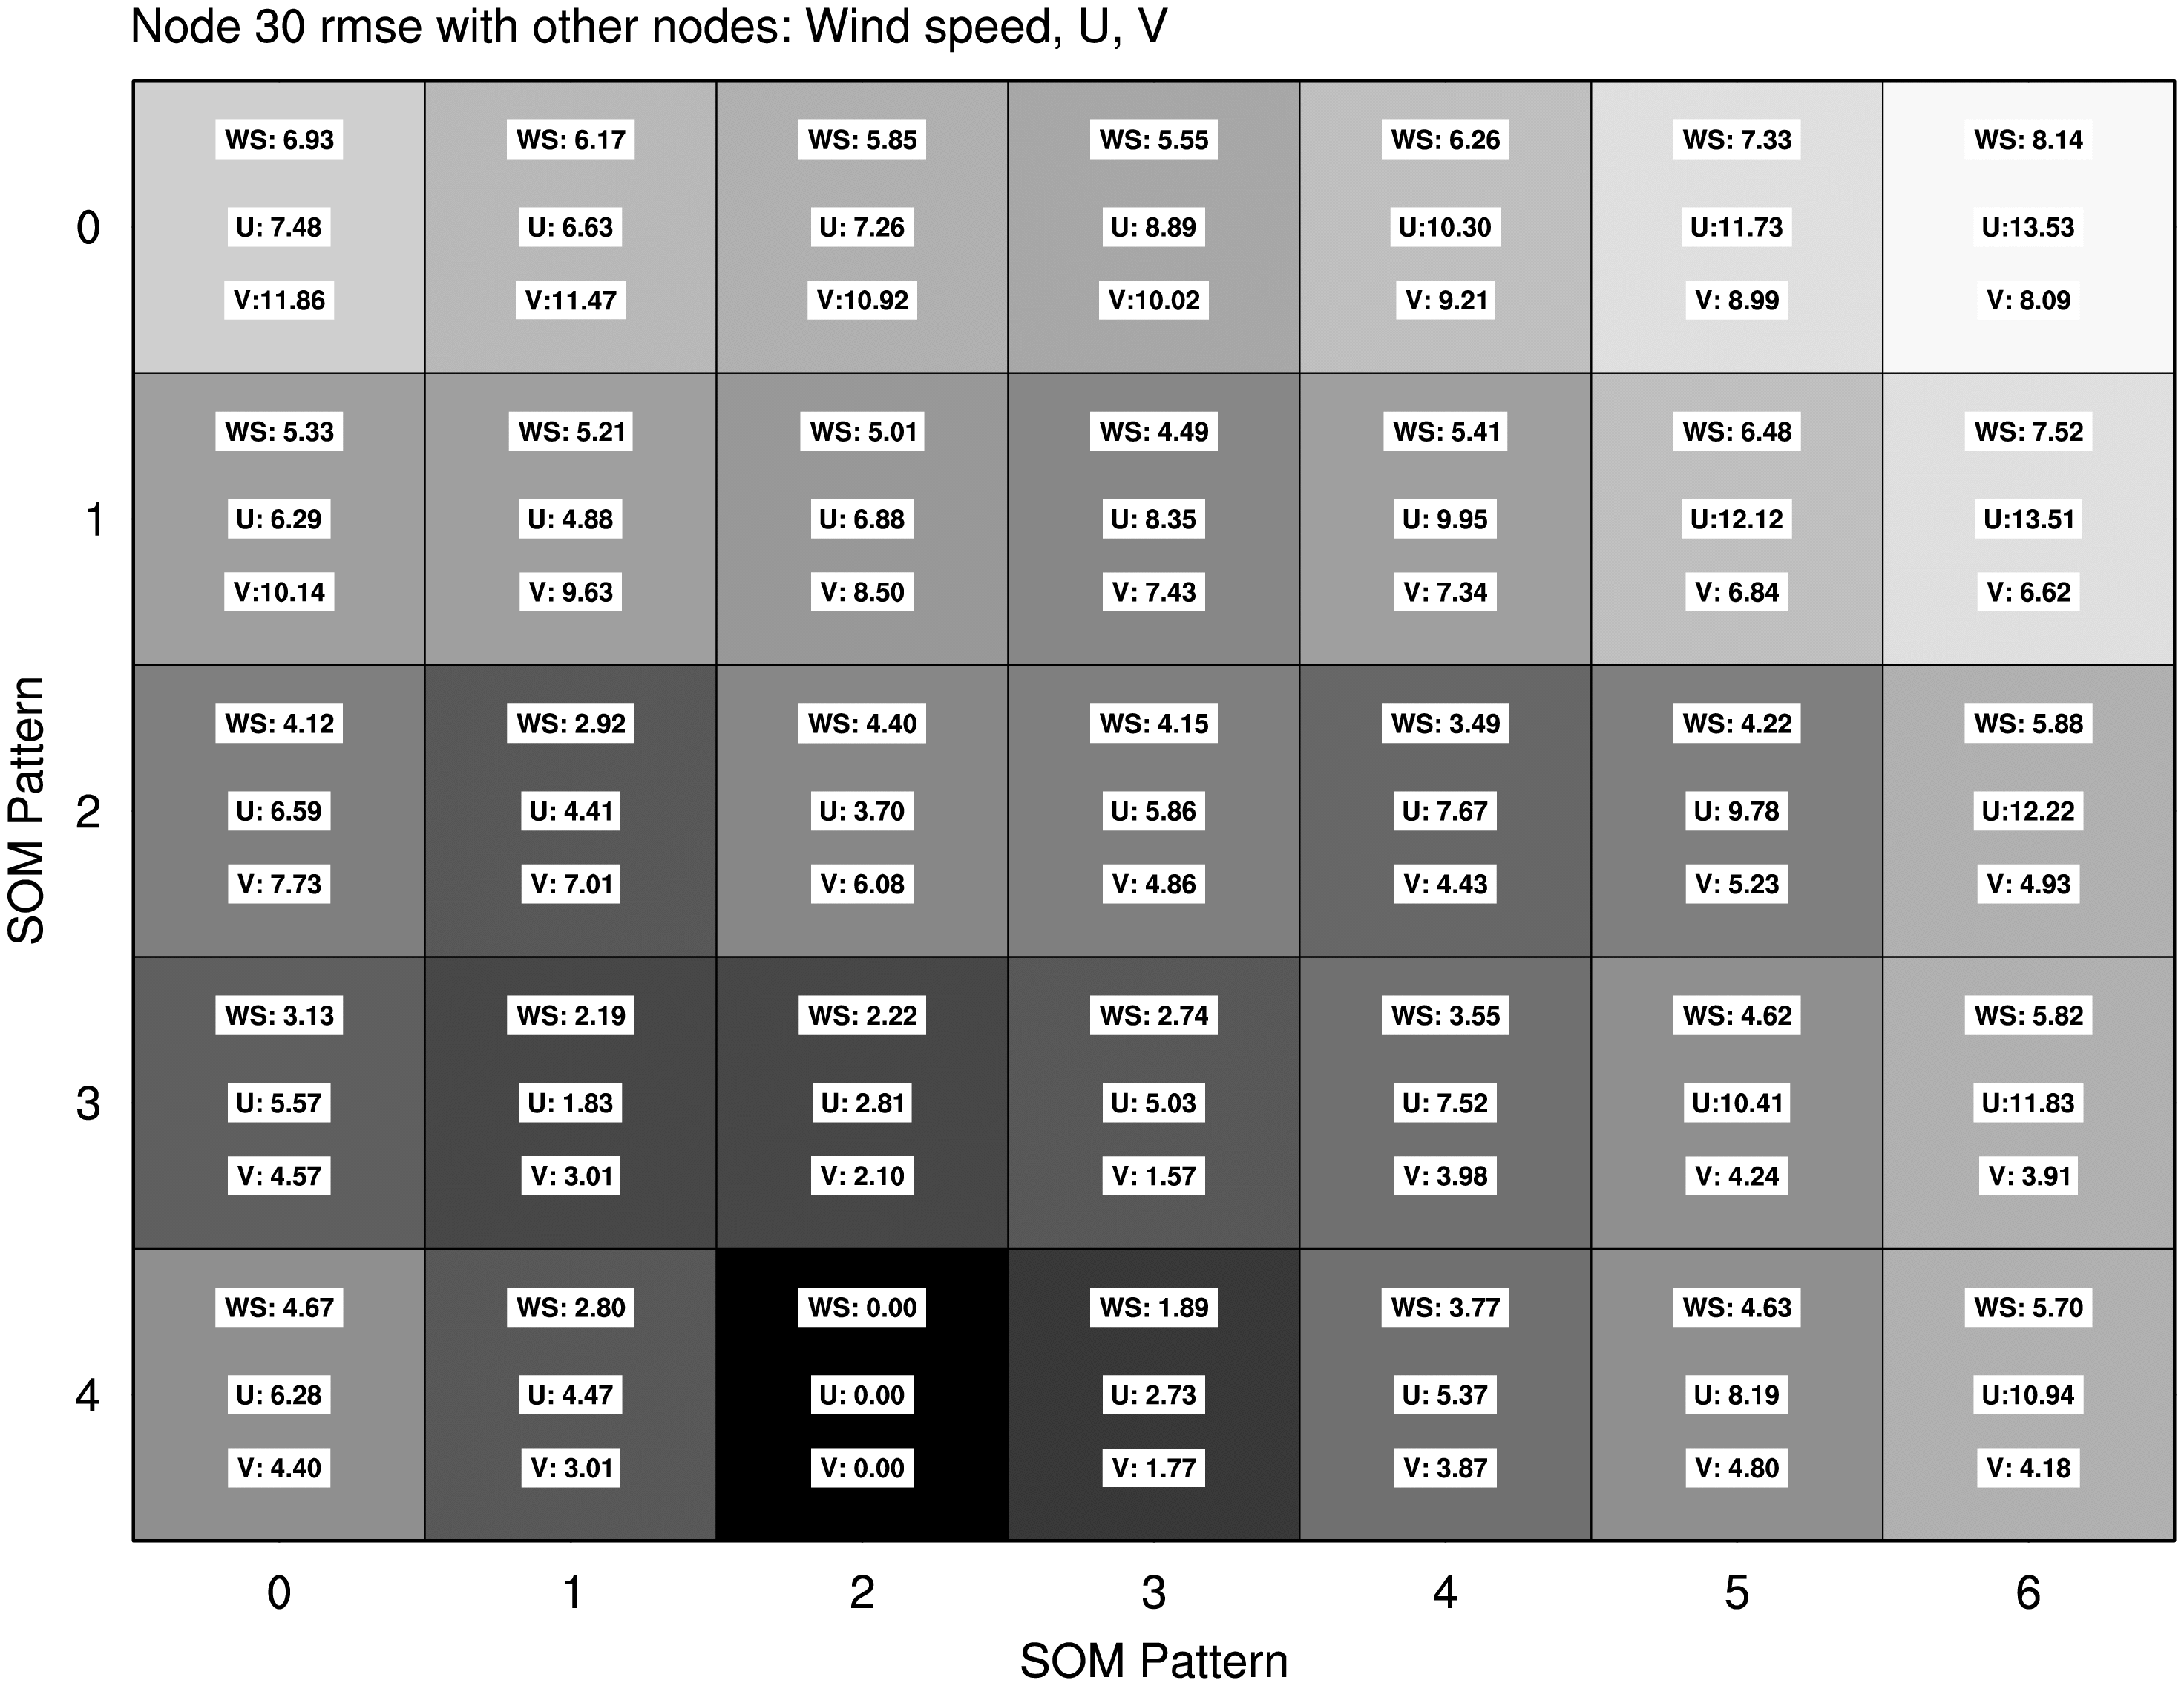 Node 30 rmse with other nodes: Wind speed, U, V
WS: 6.93 WS: 6.17 WS: 5.85 WS: 5.55 WS: 6.26 WS: 7.33 WS: 8.14
0 U: 7.48 U: 6.63 U: 7.26 U: 8.89 U:10.30 U:11.73 U:13.53
V:11.86 V:11.47 V:10.92 V:10.02 V: 9.21 V: 8.99 V: 8.09
WS: 5.33 WS: 5.21 WS: 5.01 WS: 4.49 WS: 5.41 WS: 6.48 WS: 7.52
1 U: 6.29 U: 4.88 U: 6.88 U: 8.35 U: 9.95 U:12.12 U:13.51
V:10.14 V: 9.63 V: 8.50 V: 7.43 V: 7.34 V: 6.84 V: 6.62
SOM Pattern
WS: 4.12 WS: 2.92 WS: 4.40 WS: 4.15 WS: 3.49 WS: 4.22 WS: 5.88
2 U: 6.59 U: 4.41 U: 3.70 U: 5.86 U: 7.67 U: 9.78 U:12.22
V: 7.73 V: 7.01 V: 6.08 V: 4.86 V: 4.43 V: 5.23 V: 4.93
WS: 3.13 WS: 2.19 WS: 2.22 WS: 2.74 WS: 3.55 WS: 4.62 WS: 5.82
3 U: 5.57 U: 1.83 U: 2.81 U: 5.03 U: 7.52 U:10.41 U:11.83
V: 4.57 V: 3.01 V: 2.10 V: 1.57 V: 3.98 V: 4.24 V: 3.91
WS: 4.67 WS: 2.80 WS: 0.00 WS: 1.89 WS: 3.77 WS: 4.63 WS: 5.70
4 U: 6.28 U: 4.47 U: 0.00 U: 2.73 U: 5.37 U: 8.19 U:10.94
V: 4.40 V: 3.01 V: 0.00 V: 1.77 V: 3.87 V: 4.80 V: 4.18
0 1 2 3 4 5 6
SOM Pattern